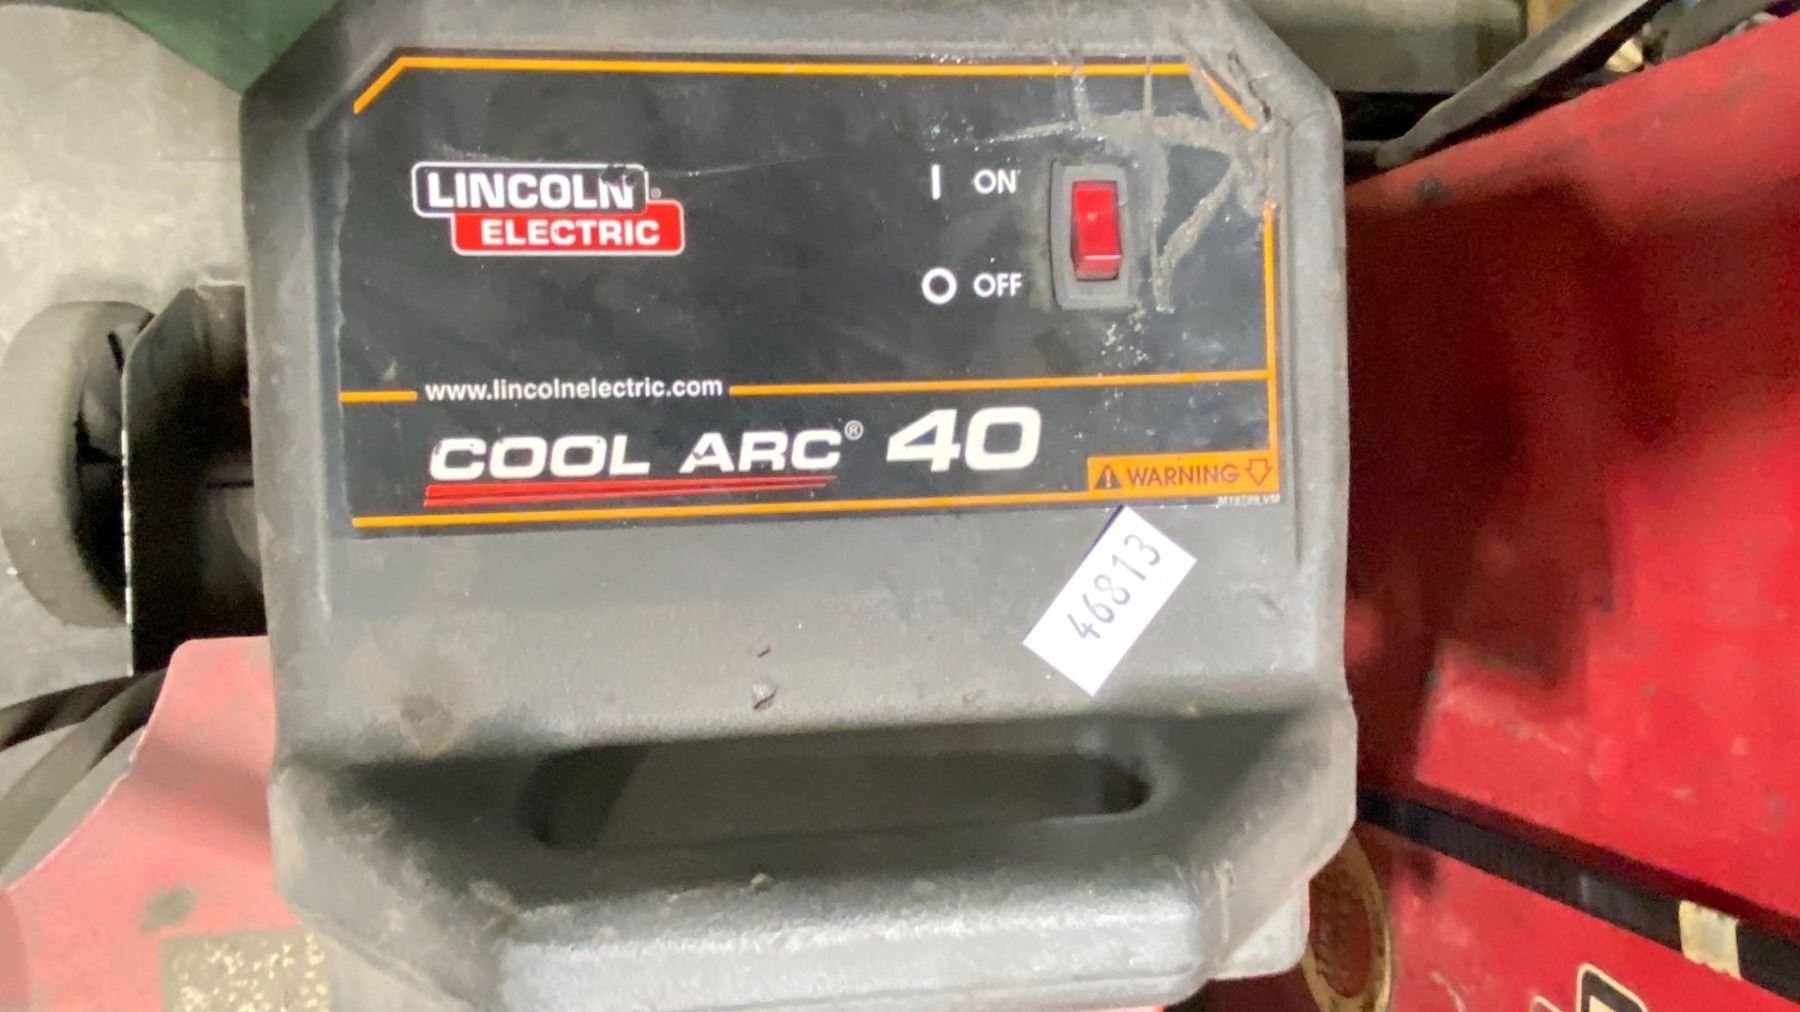 LINCOLN®
ELECTRIC
| ON
O OFF
www.lincolnelectric.com
COOL ARC® 40
WARNING
46813